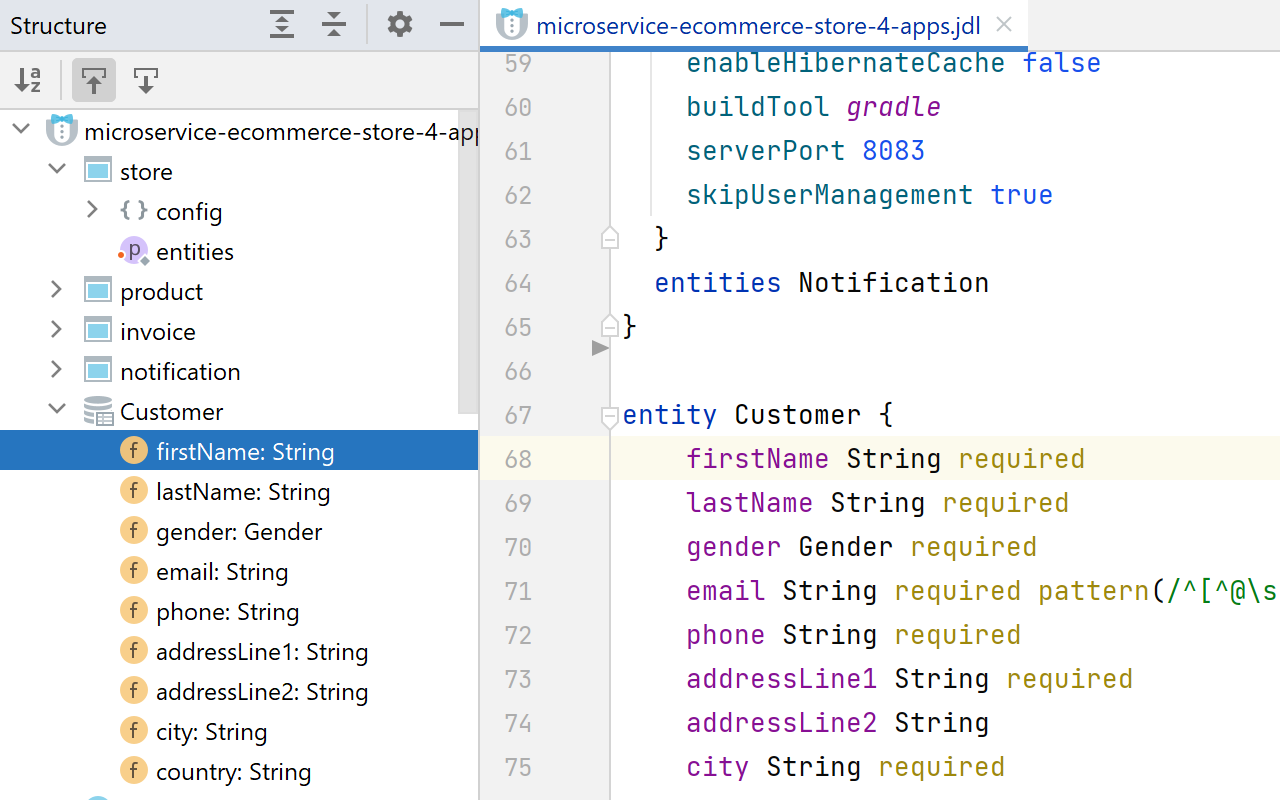 Structure
microservice-ecommerce-store-4-app
store
config
entities
product
invoice
notification
Customer
firstName: String
lastName: String
gender: Gender
email: String
phone: String
addressLine1: String
addressLine2: String
city: String
country: String
microservice-ecommerce-store-4-apps.jdl
59 enableHibernateCache false
60 buildTool gradle
61 serverPort 8083
62 skipUserManagement true
63 }
64 entities Notification
65 }
66
67 entity Customer {
68 firstName String required
69 lastName String required
70 gender Gender required
71 email String required pattern(/^[^@\s
72 phone String required
73 addressLine1 String required
74 addressLine2 String
75 city String required